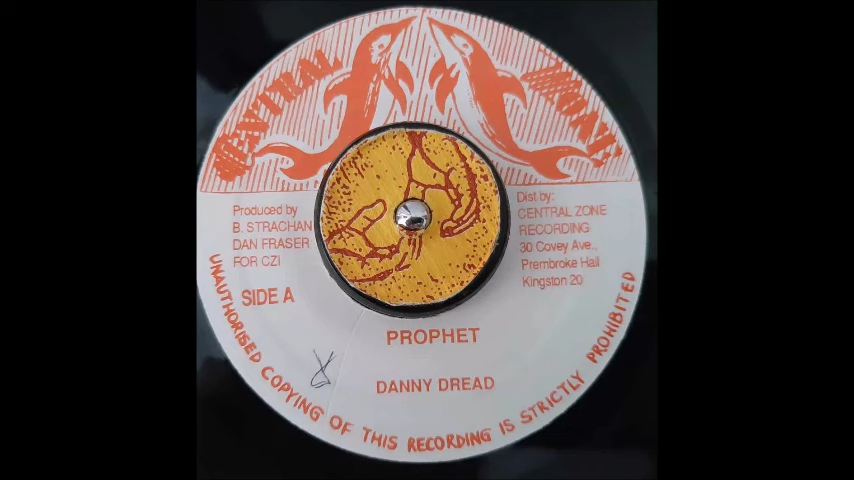 CENTRAL ZONE
Produced by
B. STRACHAN
DAN FRASER
FOR CZI
SIDE A
Dist by:
CENTRAL ZONE
RECORDING
30 Covey Ave.,
Prembroke Hall
Kingston 20
PROPHET
DANNY DREAD
UNAUTHORISED COPYING OF THIS RECORDING IS STRICTLY PROHIBITED